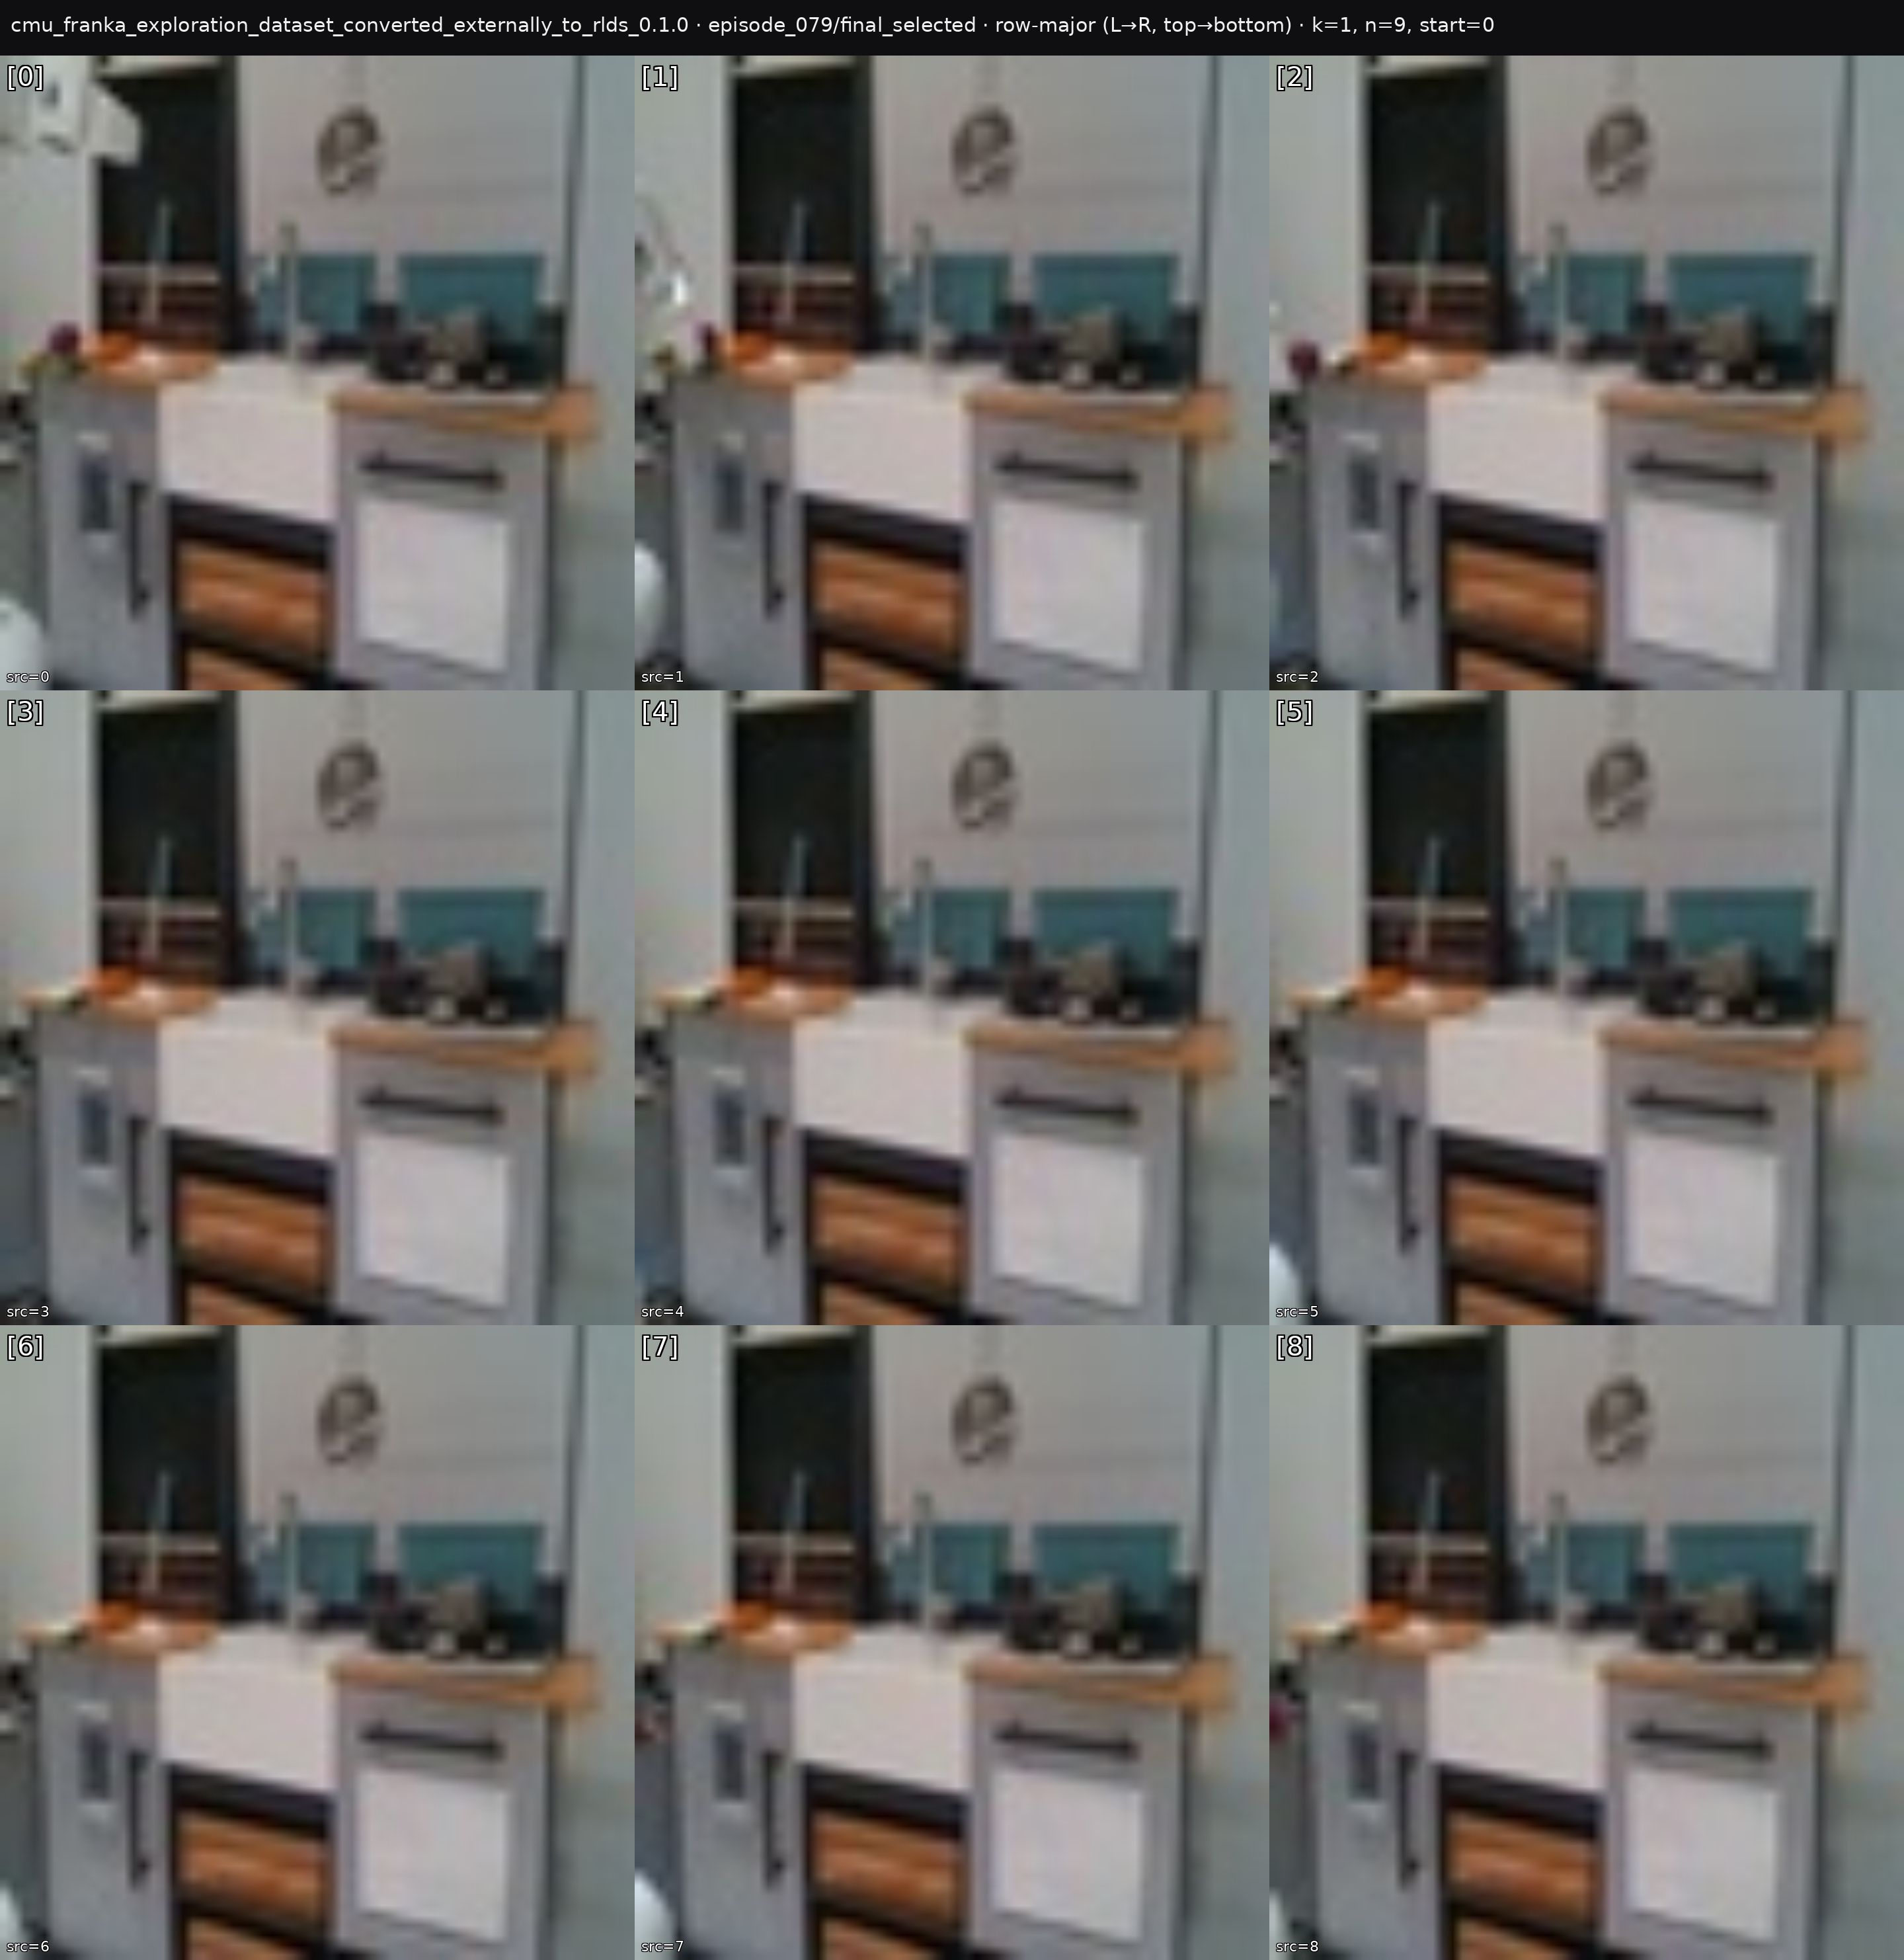 cmu_franka_exploration_dataset_converted_externally_to_rlds_0.1.0 · episode_079/final_selected · row-major (L→R, top→bottom) · k=1, n=9, start=0
[0]
[1]
[2]
src=0
src=1
src=2
[3]
[4]
[5]
src=3
src=4
src=5
[6]
[7]
[8]
src=6
src=7
src=8